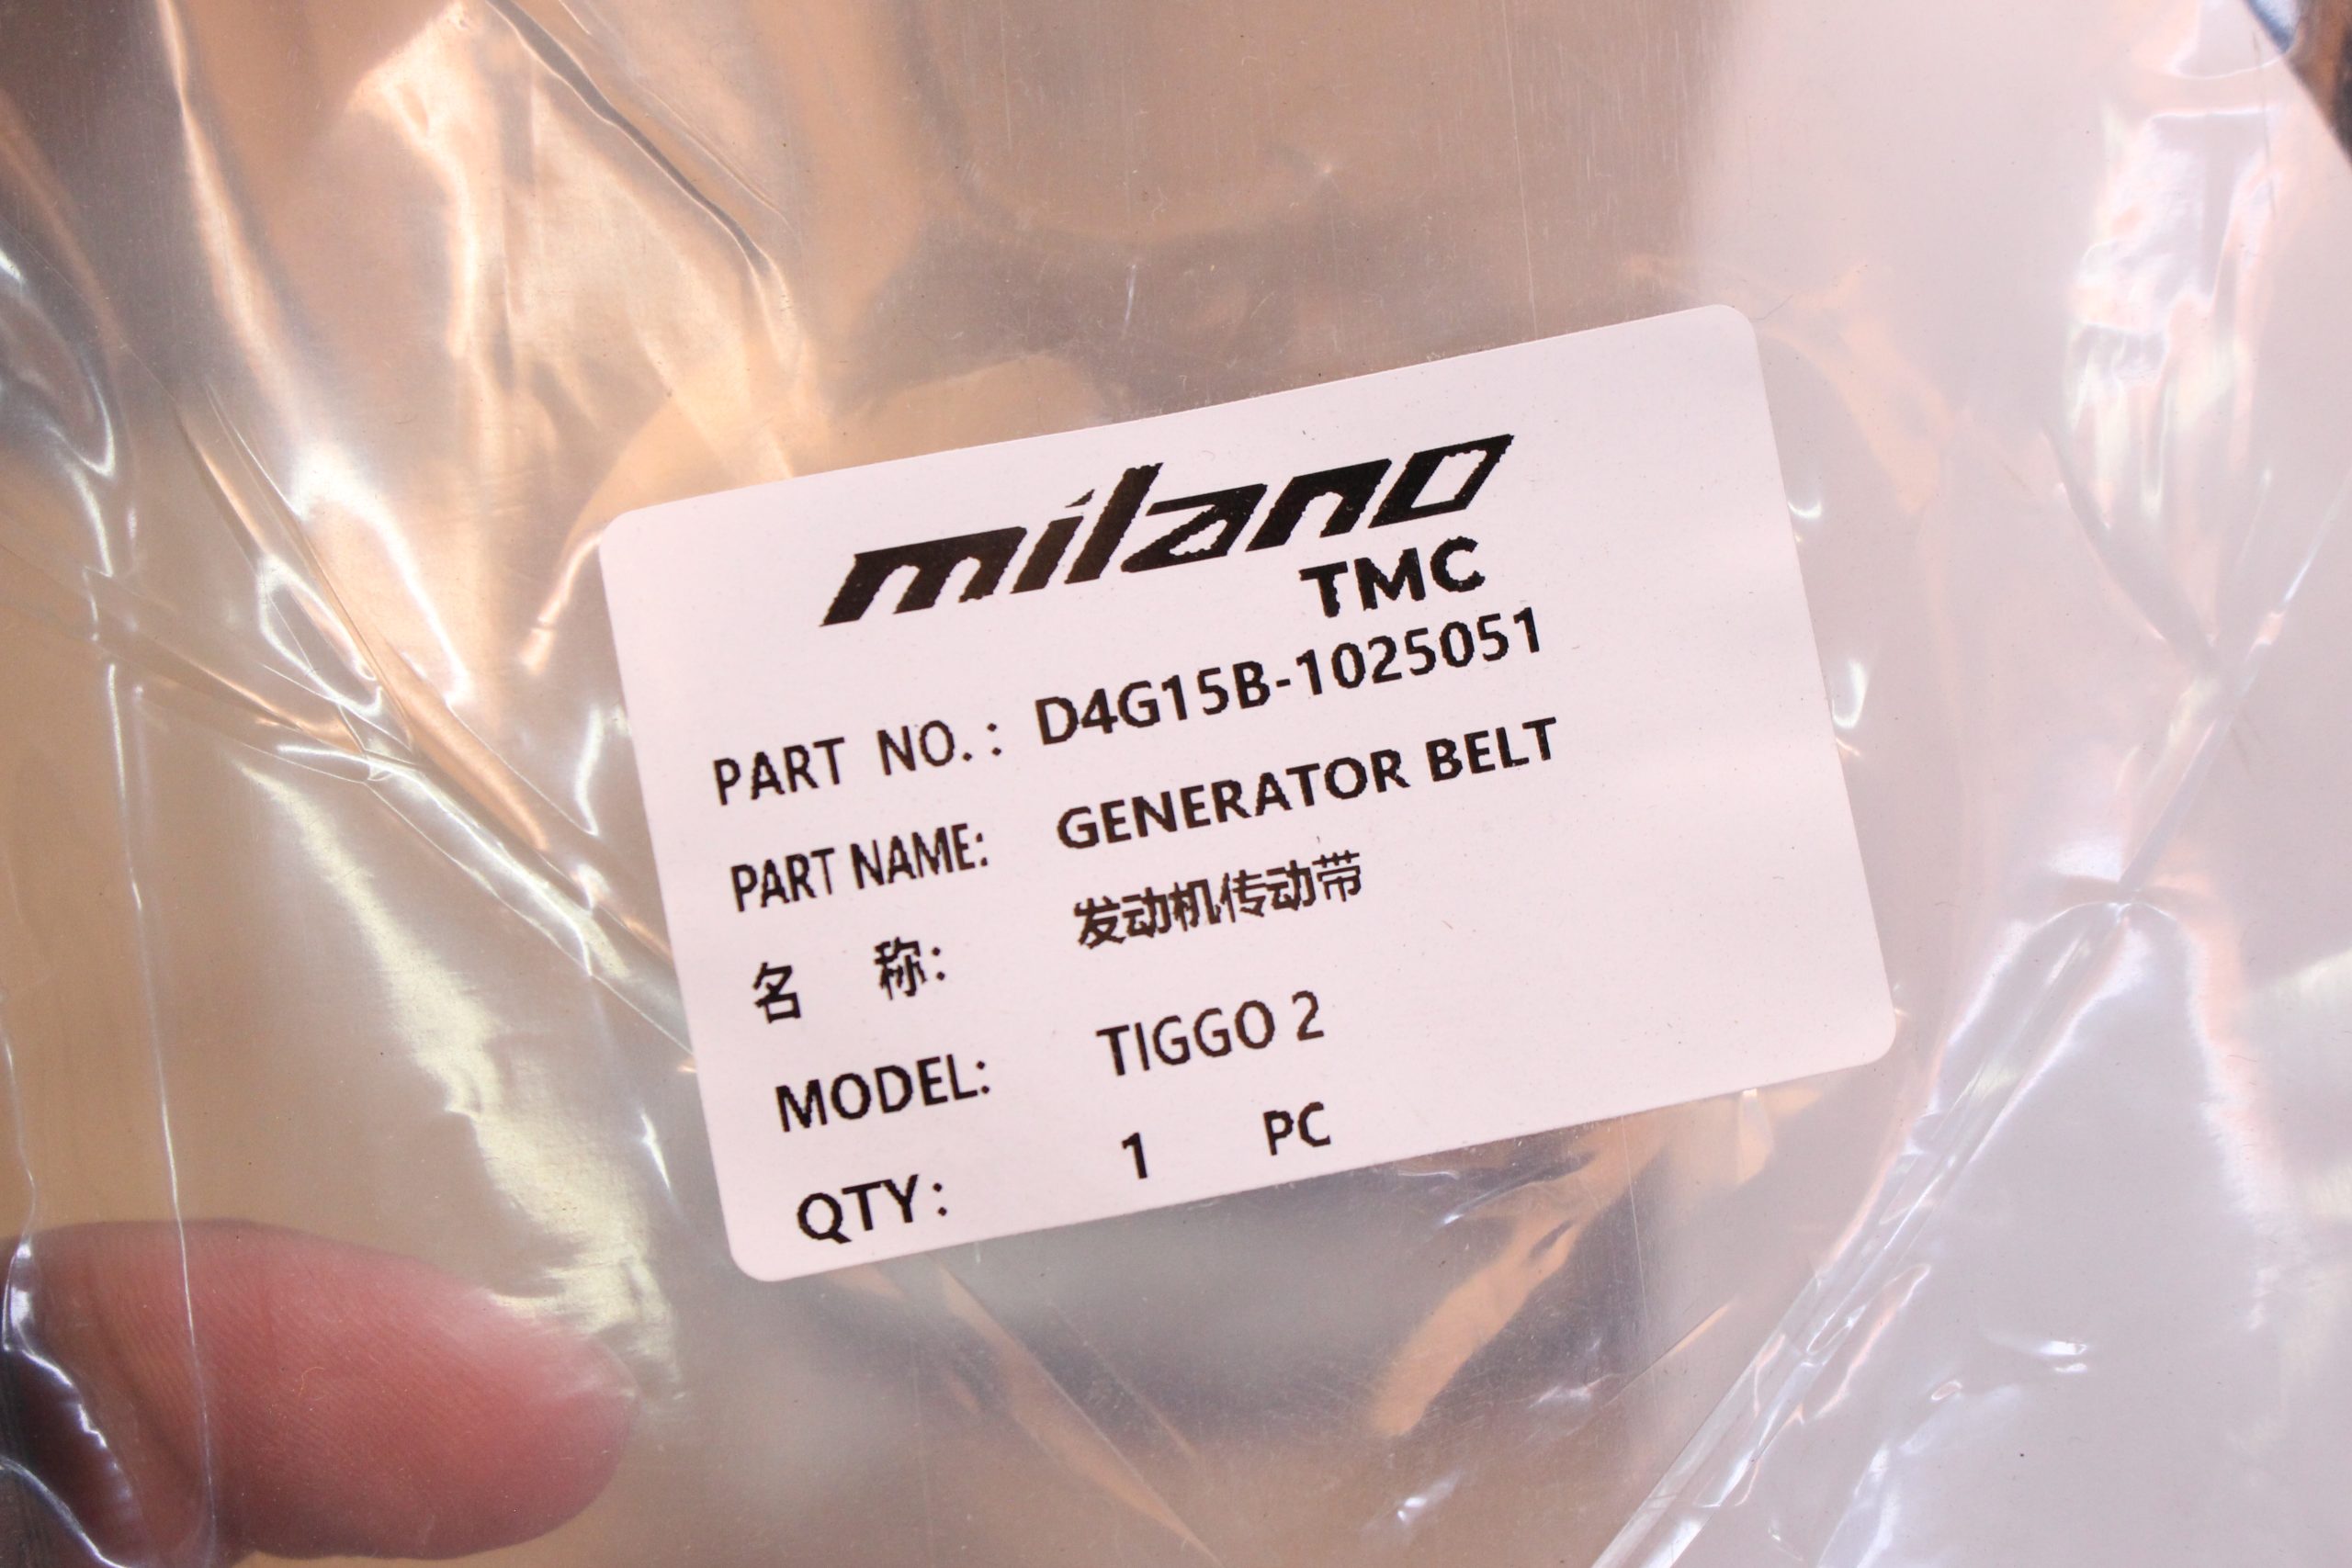 milano
TMC
PART NO.: D4G15B-1025051
PART NAME: GENERATOR BELT
名 称: 发动机传动带
MODEL: TIGGO 2
QTY: 1 PC